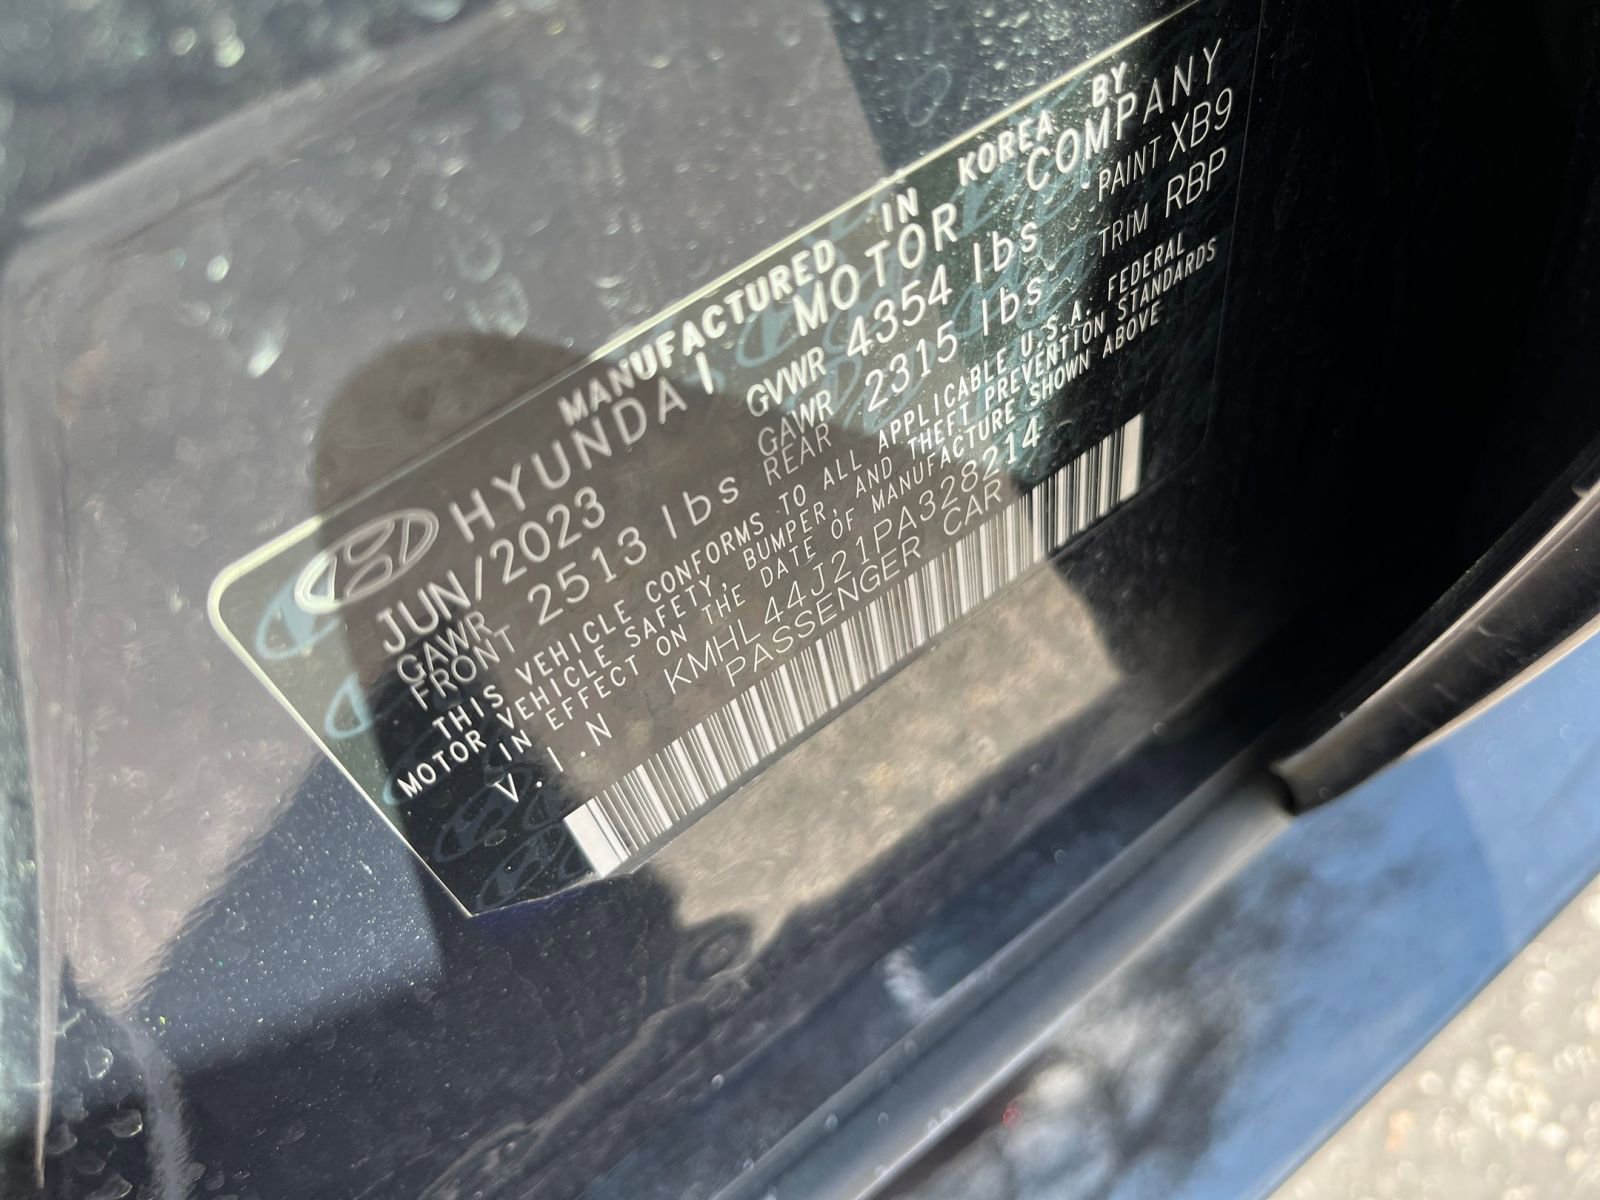 MANUFACTURED IN KOREA BY
HYUNDAI MOTOR COMPANY
JUN/2023 GVWR 4354 lbs PAINT XB9
GAWR FRONT 2513 lbs GAWR REAR 2315 lbs TRIM RBP
THIS VEHICLE CONFORMS TO ALL APPLICABLE U.S.A. FEDERAL
MOTOR VEHICLE SAFETY, BUMPER, AND THEFT PREVENTION STANDARDS
IN EFFECT ON THE DATE OF MANUFACTURE SHOWN ABOVE
V.I.N KMHL44J21PA328214
PASSENGER CAR